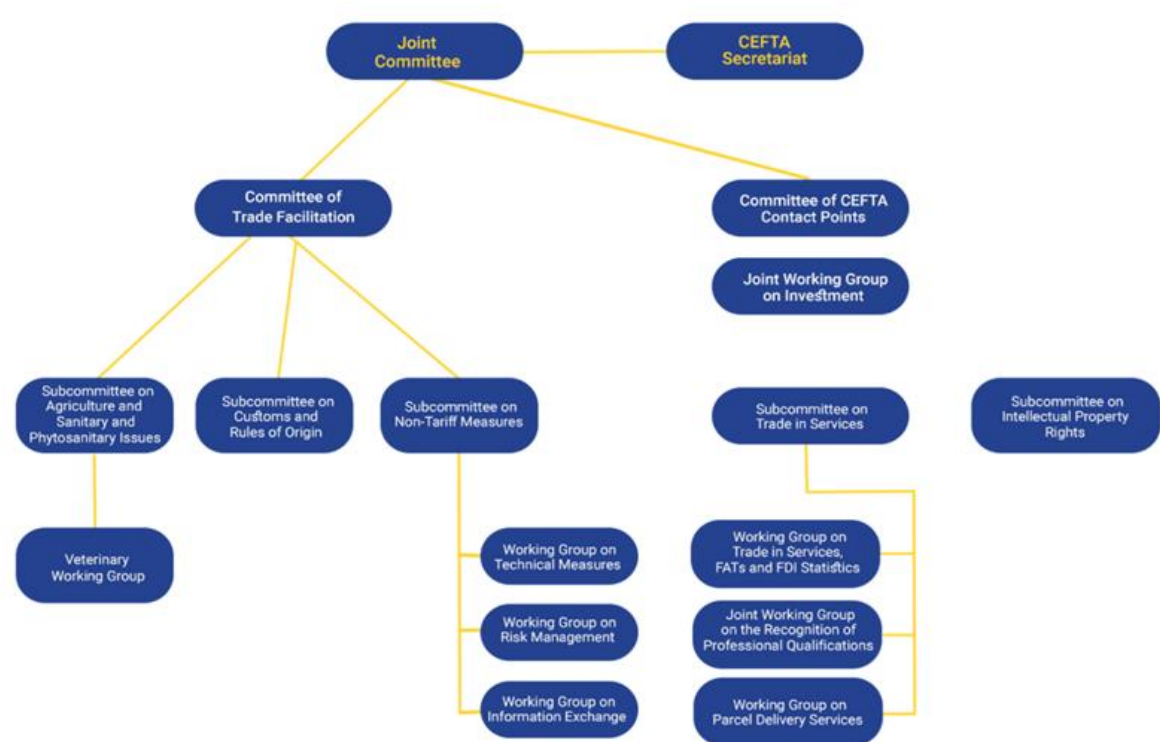 Joint
Committee
CEFTA
Secretariat
Committee of
Trade Facilitation
Committee of CEFTA
Contact Points
Joint Working Group
on Investment
Subcommittee on
Agriculture and
Sanitary and
Phytosanitary Issues
Subcommittee on
Customs and
Rules of Origin
Subcommittee on
Non-Tariff Measures
Subcommittee on
Trade in Services
Subcommittee on
Intellectual Property
Rights
Veterinary
Working Group
Working Group on
Technical Measures
Working Group on
Trade in Services,
FATs and FDI Statistics
Working Group on
Risk Management
Joint Working Group
on the Recognition of
Professional Qualifications
Working Group on
Information Exchange
Working Group on
Parcel Delivery Services